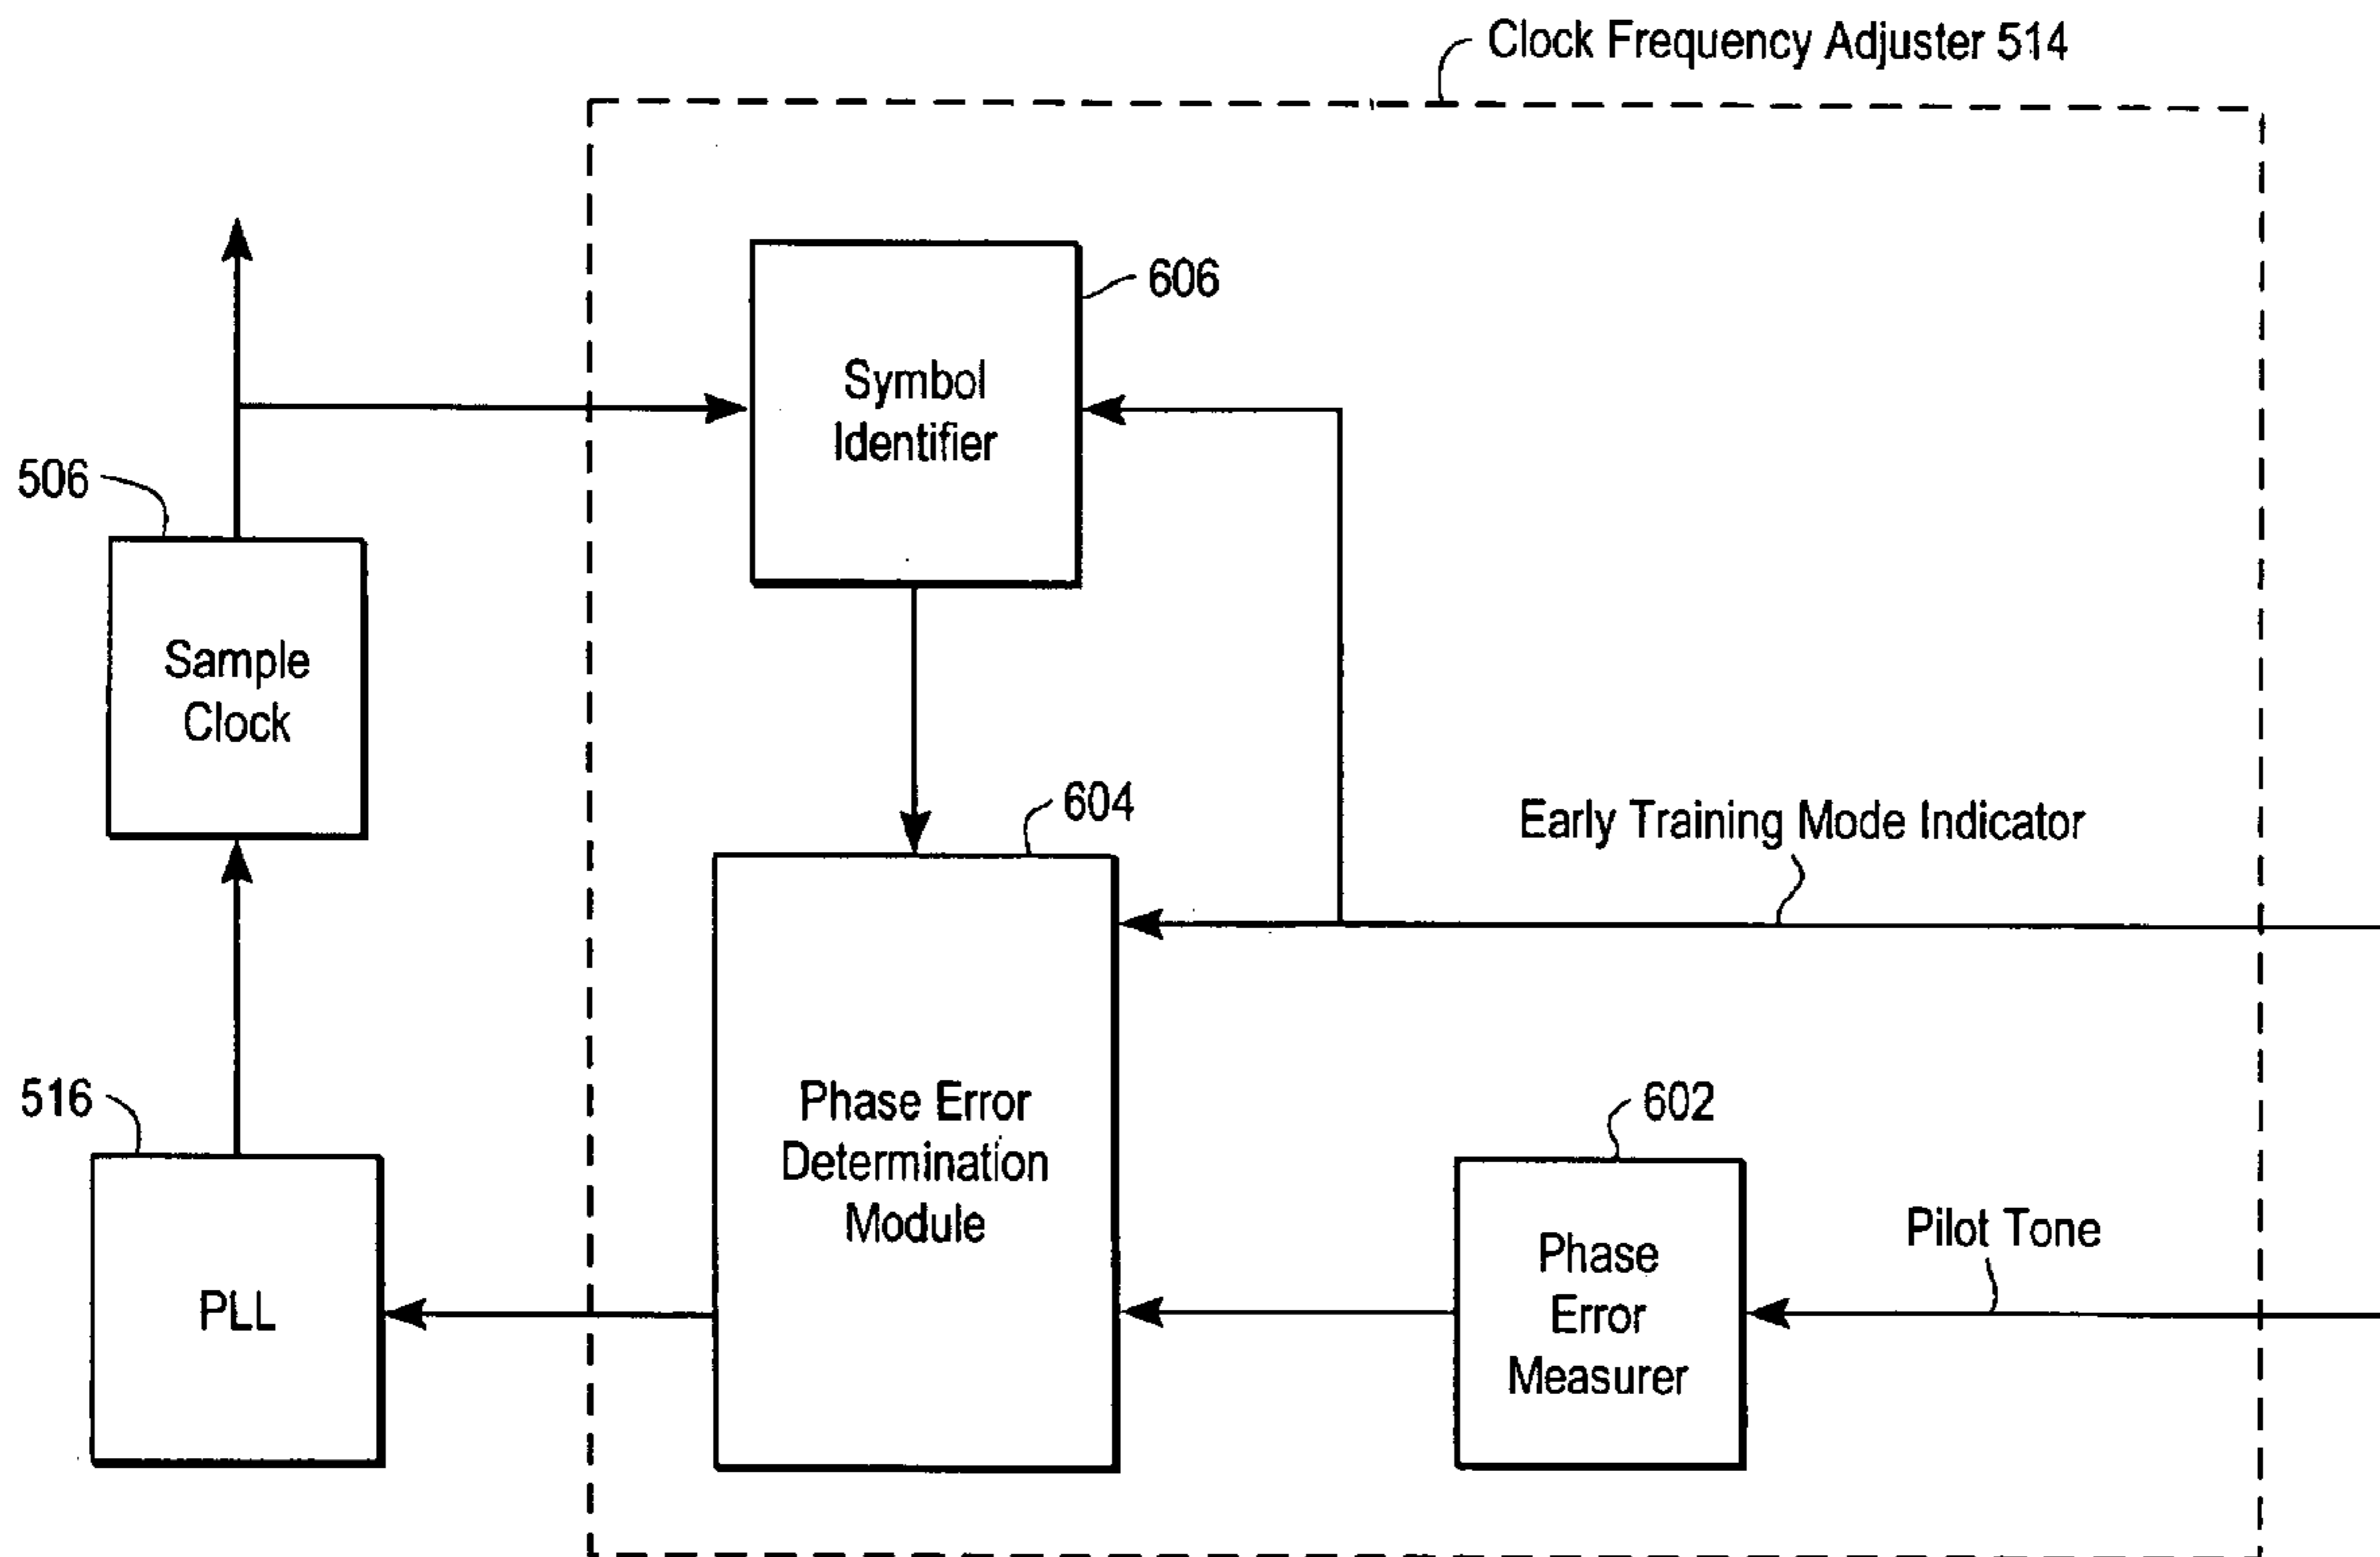 Clock Frequency Adjuster 514
606
Symbol
Identifier
506
Sample
Clock
604
Early Training Mode Indicator
516
PLL
Phase Error
Determination
Module
602
Phase
Error
Measurer
Pilot Tone